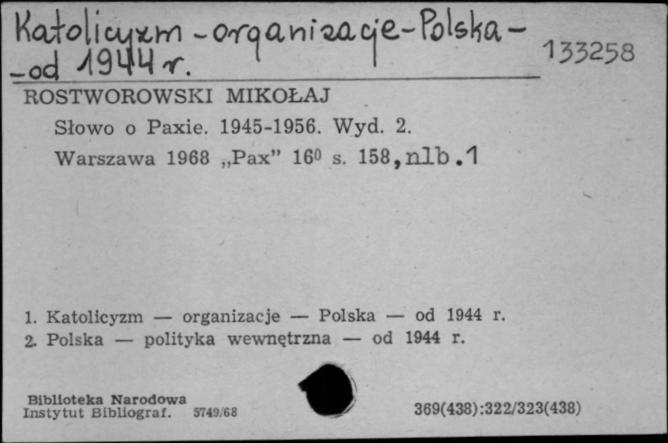 Katolicyzm - organizacje - Polska -
- od 1944 r.
133258
ROSTWOROWSKI MIKOŁAJ
Słowo o Paxie. 1945-1956. Wyd. 2.
Warszawa 1968 „Pax” 16⁰ s. 158, nlb. 1
1. Katolicyzm — organizacje — Polska — od 1944 r.
2. Polska — polityka wewnętrzna — od 1944 r.
Biblioteka Narodowa
Instytut Bibliograf. 5749/68
369(438):322/323(438)